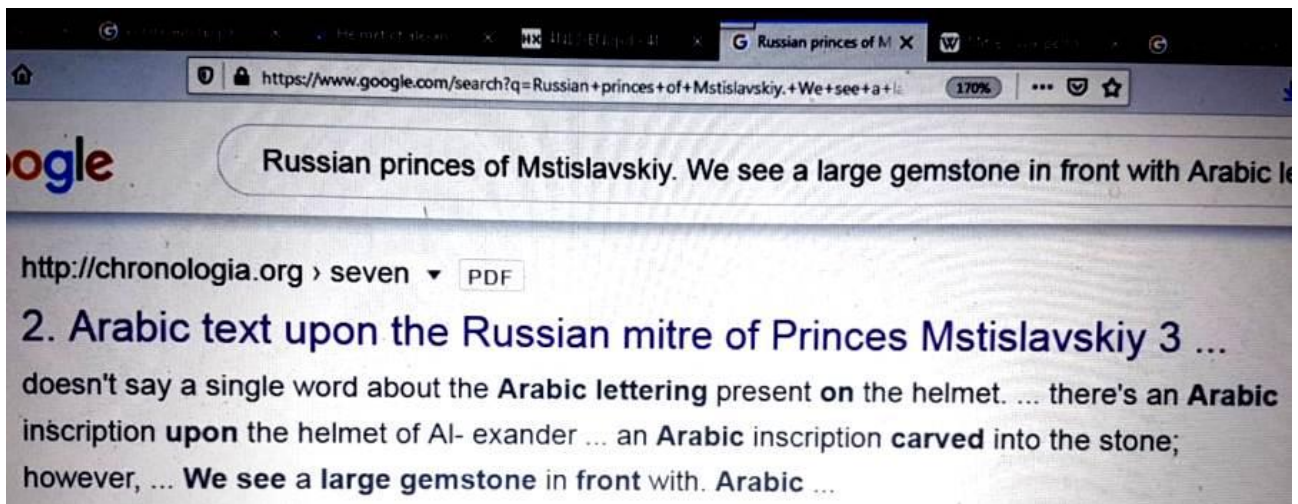 G Russian princes of M X
https://www.google.com/search?q=Russian+princes+of+Mstislavskiy.+We+see+a+l 170%
ogle Russian princes of Mstislavskiy. We see a large gemstone in front with Arabic le
http://chronologia.org › seven PDF
2. Arabic text upon the Russian mitre of Princes Mstislavskiy 3 ...
doesn't say a single word about the Arabic lettering present on the helmet. ... there's an Arabic
inscription upon the helmet of Al- exander ... an Arabic inscription carved into the stone;
however, ... We see a large gemstone in front with. Arabic ...